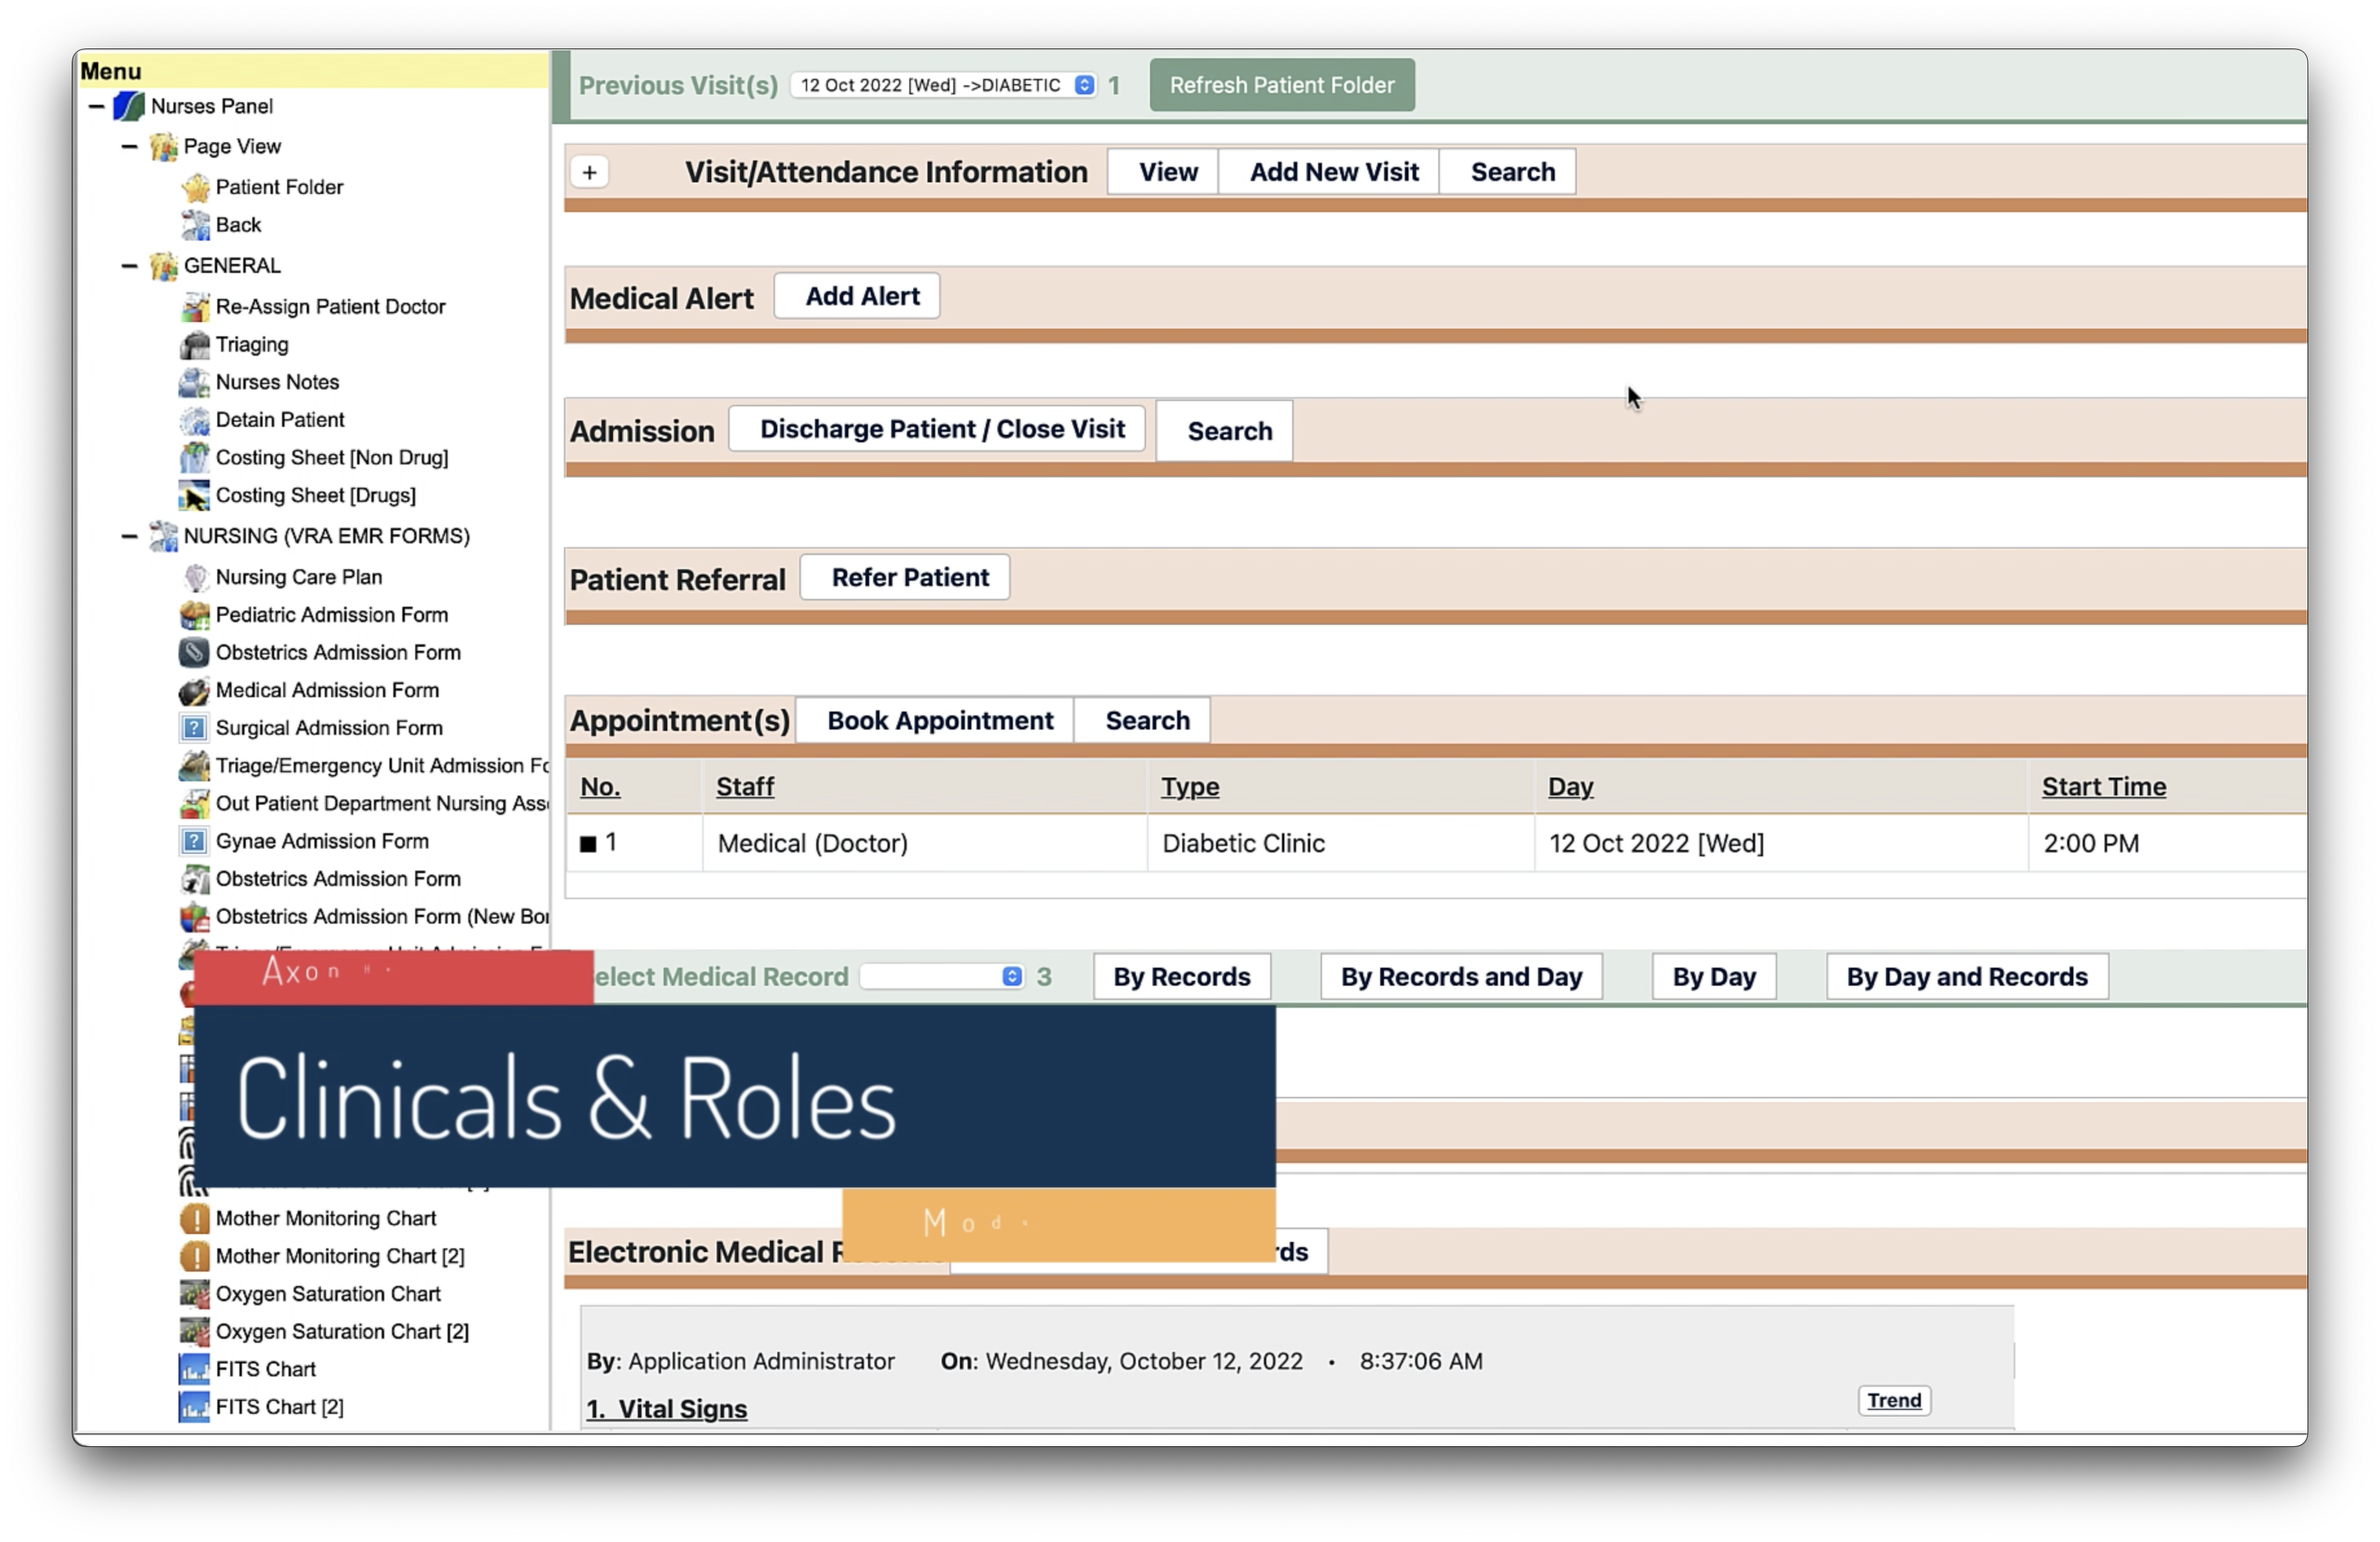 Menu
Nurses Panel
Page View
Patient Folder
Back
GENERAL
Re-Assign Patient Doctor
Triaging
Nurses Notes
Detain Patient
Costing Sheet [Non Drug]
Costing Sheet [Drugs]
NURSING (VRA EMR FORMS)
Nursing Care Plan
Pediatric Admission Form
Obstetrics Admission Form
Medical Admission Form
Surgical Admission Form
Triage/Emergency Unit Admission Fo
Out Patient Department Nursing Ass
Gynae Admission Form
Obstetrics Admission Form
Obstetrics Admission Form (New Bor
Mother Monitoring Chart
Mother Monitoring Chart [2]
Oxygen Saturation Chart
Oxygen Saturation Chart [2]
FITS Chart
FITS Chart [2]
Previous Visit(s) 12 Oct 2022 [Wed] ->DIABETIC 1 Refresh Patient Folder
+ Visit/Attendance Information View Add New Visit Search
Medical Alert Add Alert
Admission Discharge Patient / Close Visit Search
Patient Referral Refer Patient
Appointment(s) Book Appointment Search
No. Staff Type Day Start Time
1 Medical (Doctor) Diabetic Clinic 12 Oct 2022 [Wed] 2:00 PM
elect Medical Record 3 By Records By Records and Day By Day By Day and Records
Axon
Clinicals & Roles
Mod
Electronic Medical
By: Application Administrator On: Wednesday, October 12, 2022 • 8:37:06 AM
1. Vital Signs Trend